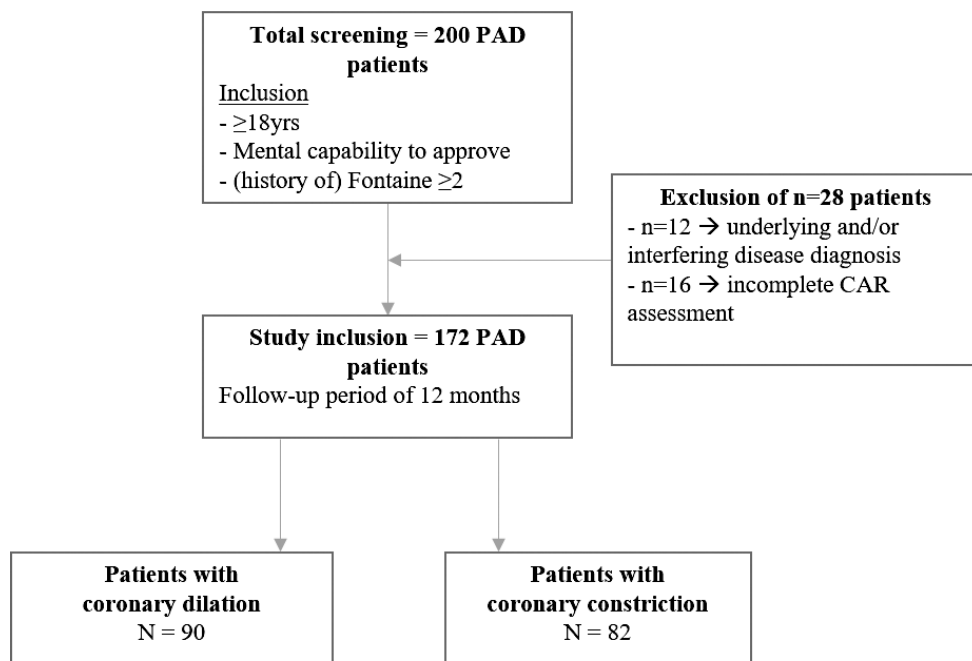 Total screening = 200 PAD
patients
Inclusion
- ≥18yrs
- Mental capability to approve
- (history of) Fontaine ≥2
Exclusion of n=28 patients
- n=12 → underlying and/or
interfering disease diagnosis
- n=16 → incomplete CAR
assessment
Study inclusion = 172 PAD
patients
Follow-up period of 12 months
Patients with
coronary dilation
N = 90
Patients with
coronary constriction
N = 82